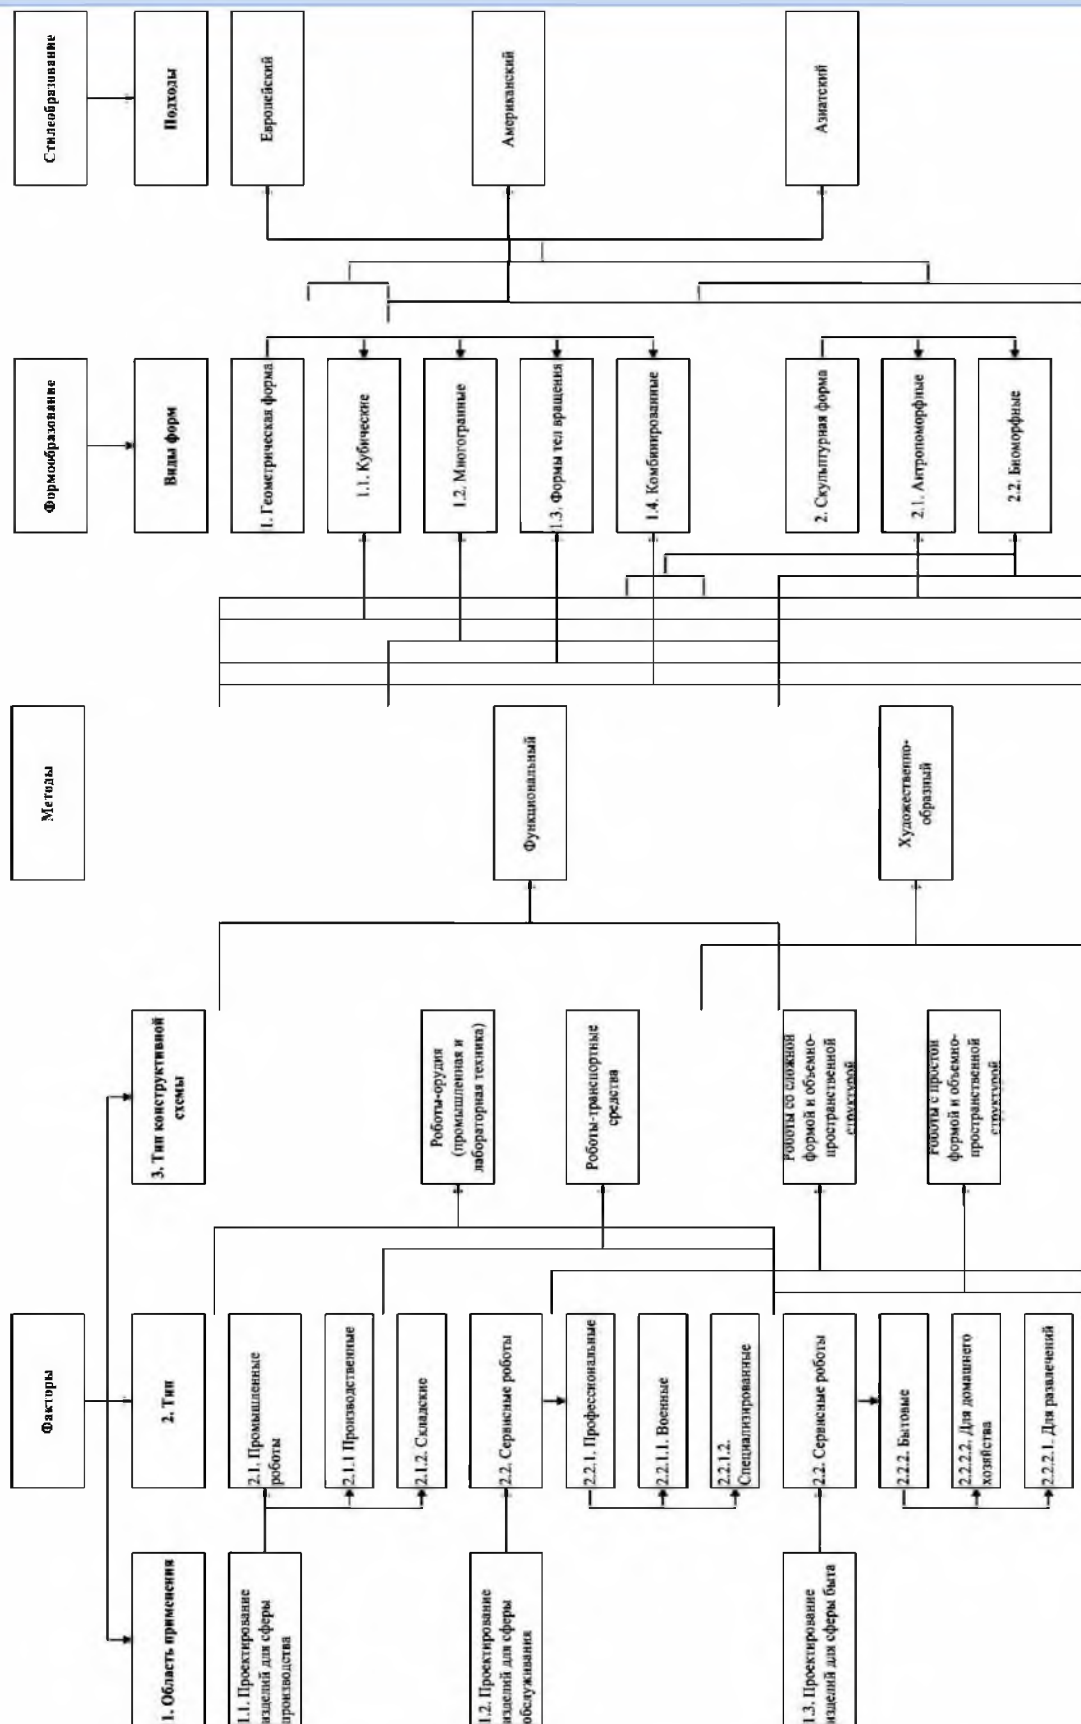 Факторы
Методы
Формообразование
Стилеобразование
1. Область применения
2. Тип
3. Тип конструктивной
схемы
Виды форм
Подходы
1.1. Проектирование
изделий для сферы
производства
2.1. Промышленные
роботы
1. Геометрическая форма
Европейский
2.1.1 Производственные
1.1. Кубические
2.1.2. Складские
Роботы-орудия
(промышленная и
лабораторная техника)
1.2. Многогранные
1.2. Проектирование
изделий для сферы
обслуживания
2.2. Сервисные роботы
Функциональный
1.3. Формы тел вращения
Американский
2.2.1. Профессиональные
Роботы-транспортные
средства
1.4. Комбинированные
2.2.1.1. Военные
2.2.1.2.
Специализированные
1.3. Проектирование
изделий для сферы быта
2.2. Сервисные роботы
Роботы со сложной
формой и объемно-
пространственной
структурой
2. Скульптурная форма
Азиатский
2.2.2. Бытовые
Художественно-
образный
2.1. Антропоморфные
2.2.2.2. Для домашнего
хозяйства
Роботы с простой
формой и объемно-
пространственной
структурой
2.2. Биоморфные
2.2.2.1. Для развлечений